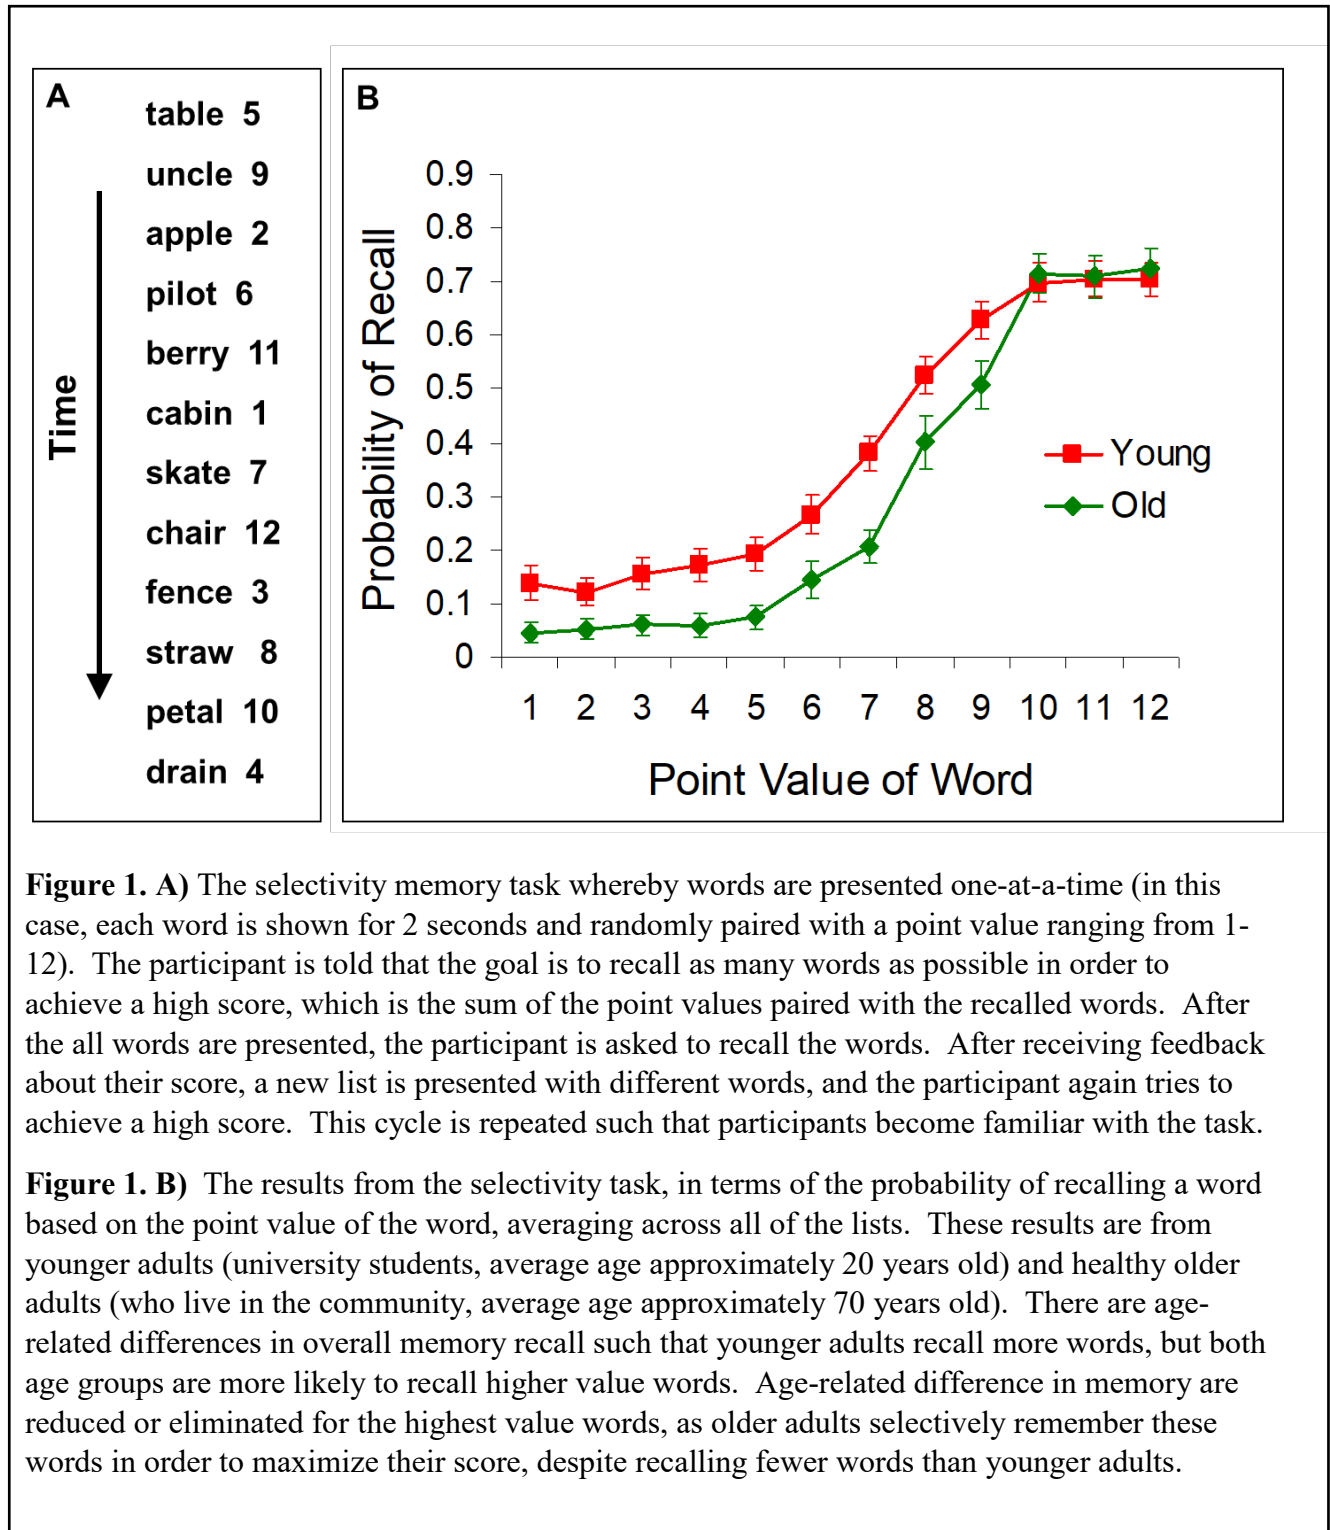 A
table 5
uncle 9
apple 2
pilot 6
berry 11
cabin 1
skate 7
chair 12
fence 3
straw 8
petal 10
drain 4
Time
B
0.9
0.8
0.7
0.6
0.5
0.4
0.3
0.2
0.1
0
Probability of Recall
Young
Old
1 2 3 4 5 6 7 8 9 10 11 12
Point Value of Word
Figure 1. A) The selectivity memory task whereby words are presented one-at-a-time (in this
case, each word is shown for 2 seconds and randomly paired with a point value ranging from 1-
12). The participant is told that the goal is to recall as many words as possible in order to
achieve a high score, which is the sum of the point values paired with the recalled words. After
the all words are presented, the participant is asked to recall the words. After receiving feedback
about their score, a new list is presented with different words, and the participant again tries to
achieve a high score. This cycle is repeated such that participants become familiar with the task.
Figure 1. B) The results from the selectivity task, in terms of the probability of recalling a word
based on the point value of the word, averaging across all of the lists. These results are from
younger adults (university students, average age approximately 20 years old) and healthy older
adults (who live in the community, average age approximately 70 years old). There are age-
related differences in overall memory recall such that younger adults recall more words, but both
age groups are more likely to recall higher value words. Age-related difference in memory are
reduced or eliminated for the highest value words, as older adults selectively remember these
words in order to maximize their score, despite recalling fewer words than younger adults.